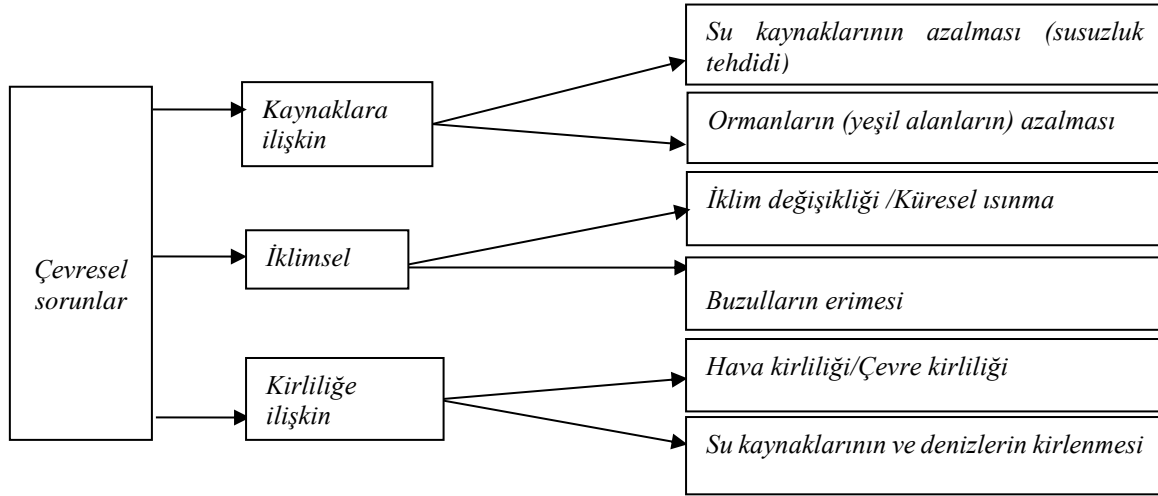 Çevresel
sorunlar
Kaynaklara
ilişkin
Su kaynaklarının azalması (susuzluk
tehdidi)
Ormanların (yeşil alanların) azalması
İklimsel
İklim değişikliği /Küresel ısınma
Buzulların erimesi
Kirliliğe
ilişkin
Hava kirliliği/Çevre kirliliği
Su kaynaklarının ve denizlerin kirlenmesi